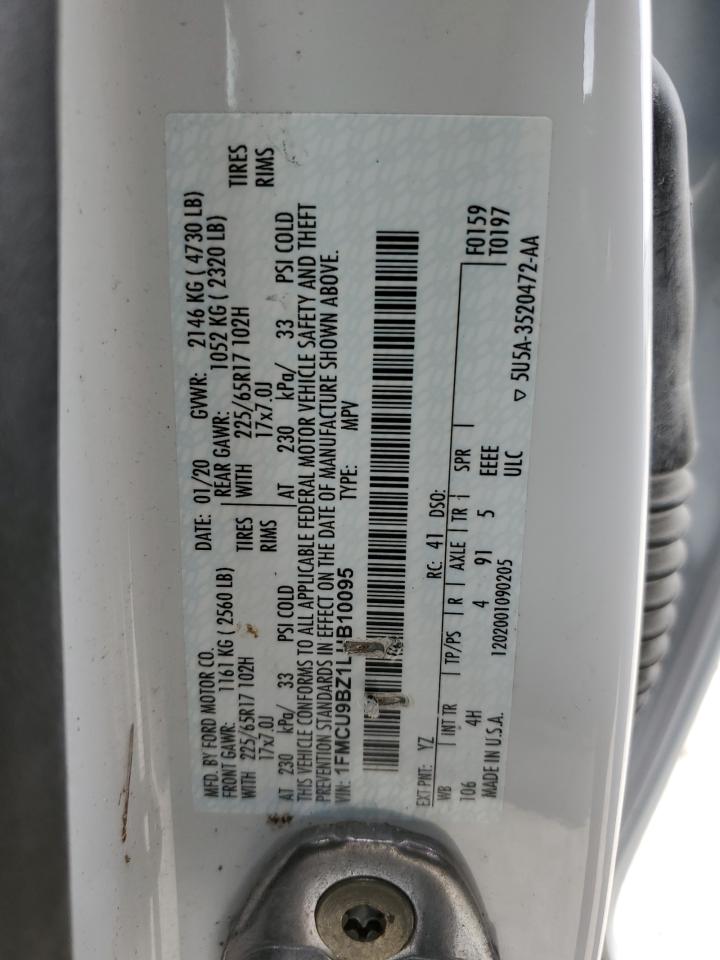 MFD. BY FORD MOTOR CO.
DATE: 01/20 GVWR: 2146 KG ( 4730 LB)
FRONT GAWR: 1161 KG ( 2560 LB) REAR GAWR: 1052 KG ( 2320 LB)
WITH 225/65R17 102H TIRES WITH 225/65R17 102H TIRES
17x7.0J RIMS 17x7.0J RIMS
AT 230 kPa/ 33 PSI COLD AT 230 kPa/ 33 PSI COLD
THIS VEHICLE CONFORMS TO ALL APPLICABLE FEDERAL MOTOR VEHICLE SAFETY AND THEFT
PREVENTION STANDARDS IN EFFECT ON THE DATE OF MANUFACTURE SHOWN ABOVE.
VIN: 1FMCU9BZ1L B10095 TYPE: MPV
EXT PNT: YZ RC: 41 DSO:
WB INT TR TP/PS R AXLE TR SPR F0159
106 4H 4 91 5 EEEE T0197
MADE IN U.S.A. 1202001090205 ULC ▽ 5U5A-3520472-AA